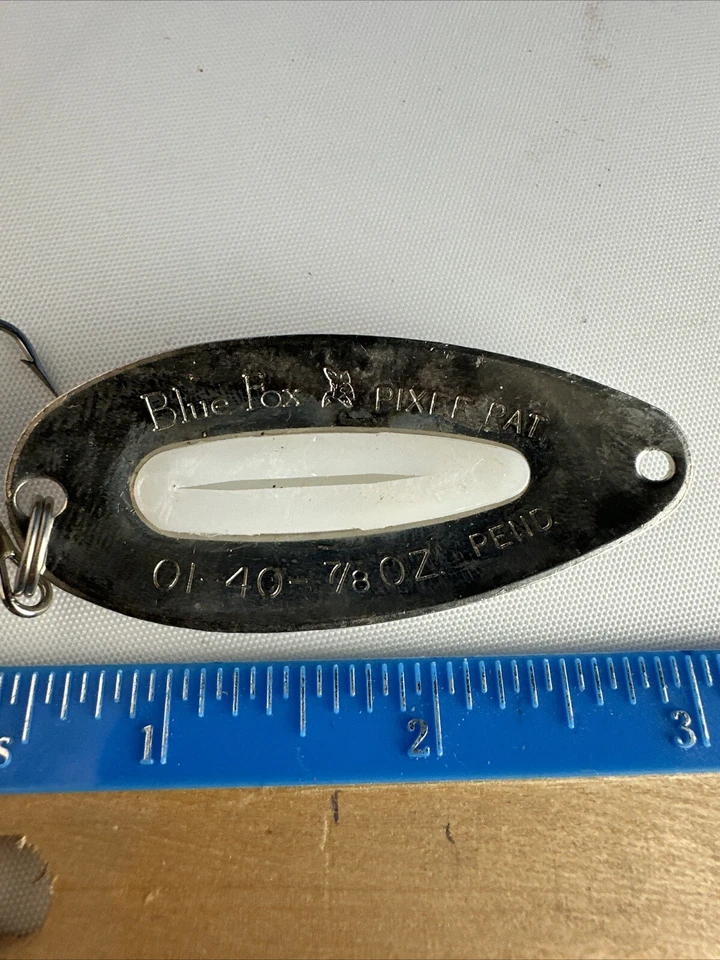 Blue Fox PIXEE PAT.
01-40-7/8 OZ. PEND
s 1 2 3